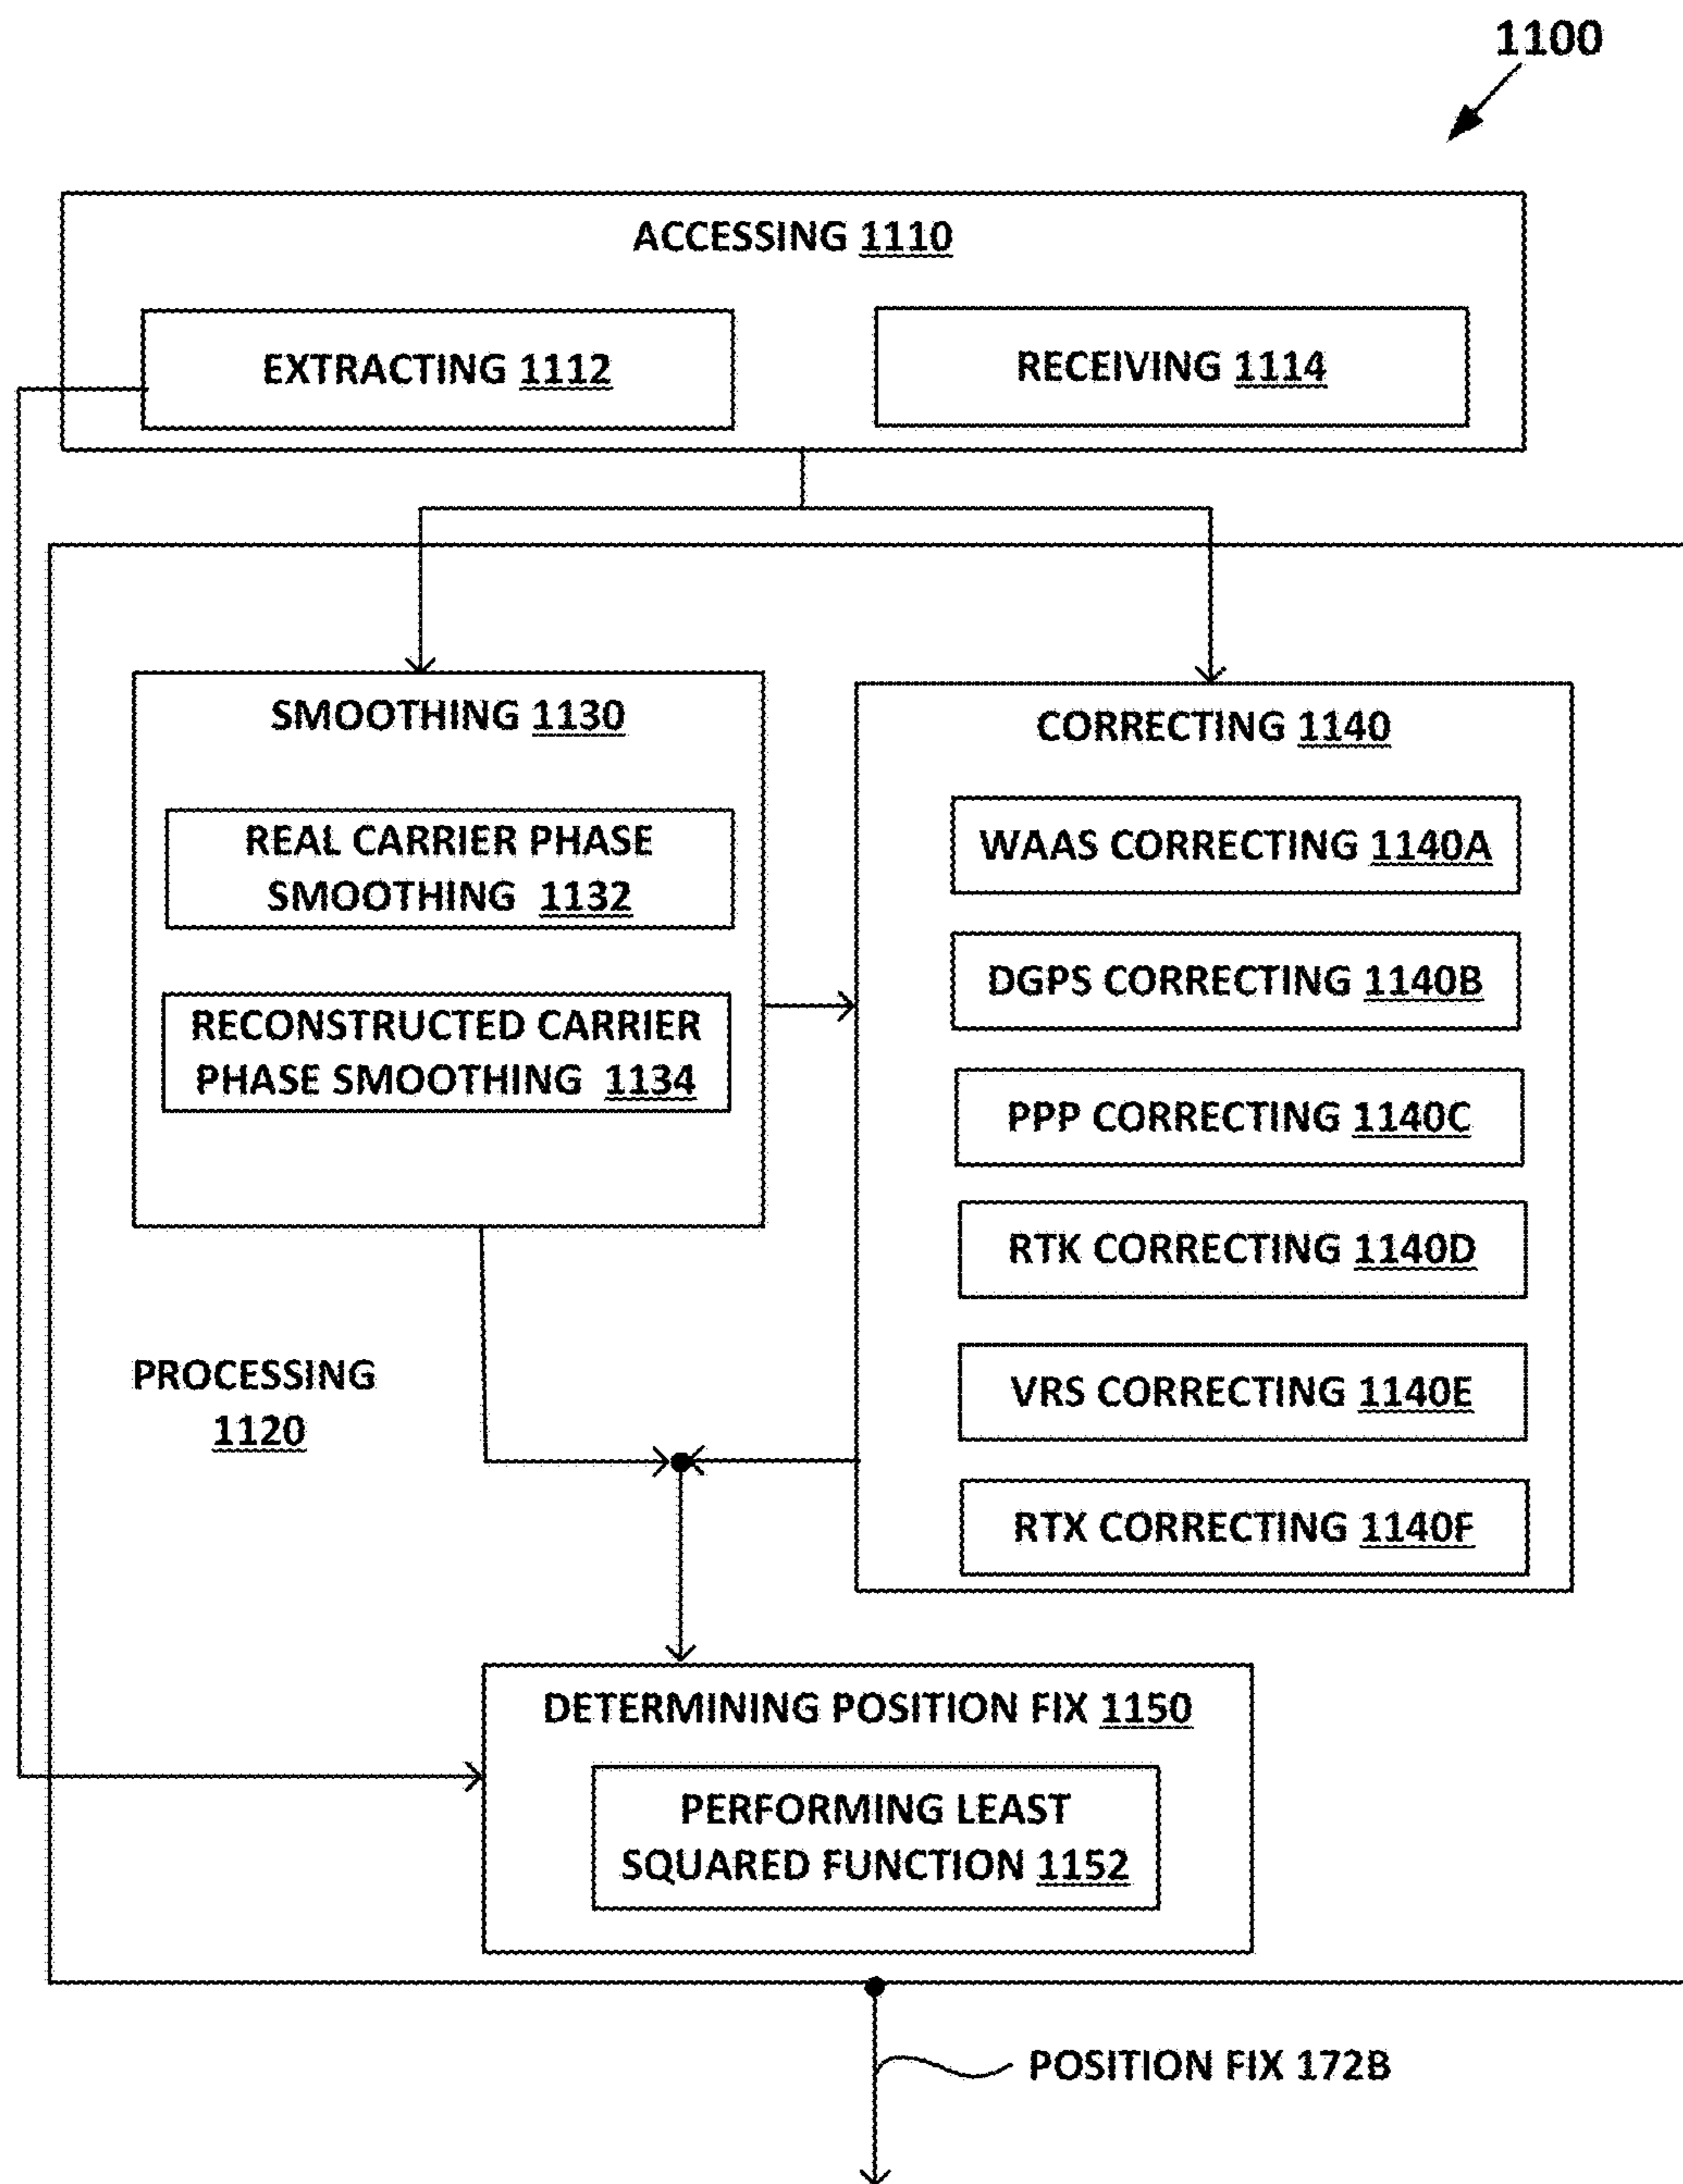 1100
ACCESSING 1110
EXTRACTING 1112
RECEIVING 1114
SMOOTHING 1130
REAL CARRIER PHASE
SMOOTHING 1132
RECONSTRUCTED CARRIER
PHASE SMOOTHING 1134
CORRECTING 1140
WAAS CORRECTING 1140A
DGPS CORRECTING 1140B
PPP CORRECTING 1140C
RTK CORRECTING 1140D
VRS CORRECTING 1140E
RTX CORRECTING 1140F
PROCESSING
1120
DETERMINING POSITION FIX 1150
PERFORMING LEAST
SQUARED FUNCTION 1152
POSITION FIX 172B